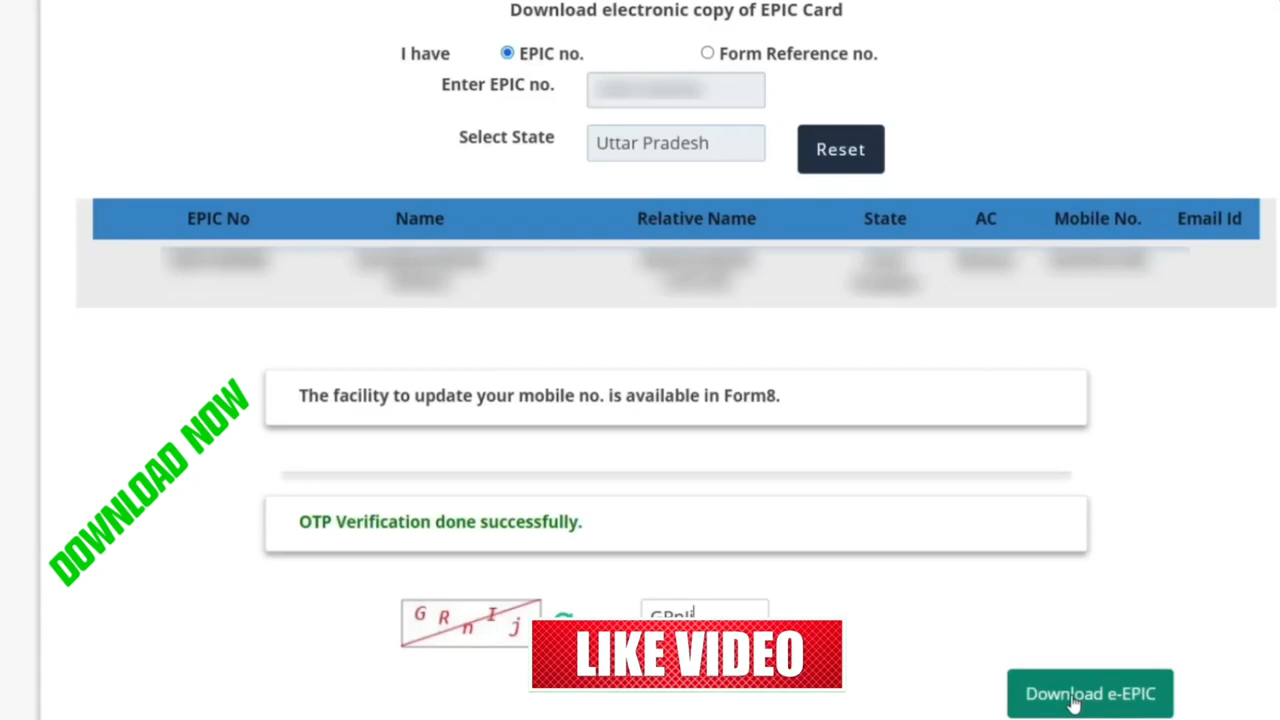 Download electronic copy of EPIC Card
I have EPIC no. Form Reference no.
Enter EPIC no.
Select State Uttar Pradesh Reset
EPIC No Name Relative Name State AC Mobile No. Email Id
The facility to update your mobile no. is available in Form8.
DOWNLOAD NOW
OTP Verification done successfully.
G R n I j
LIKE VIDEO
Download e-EPIC